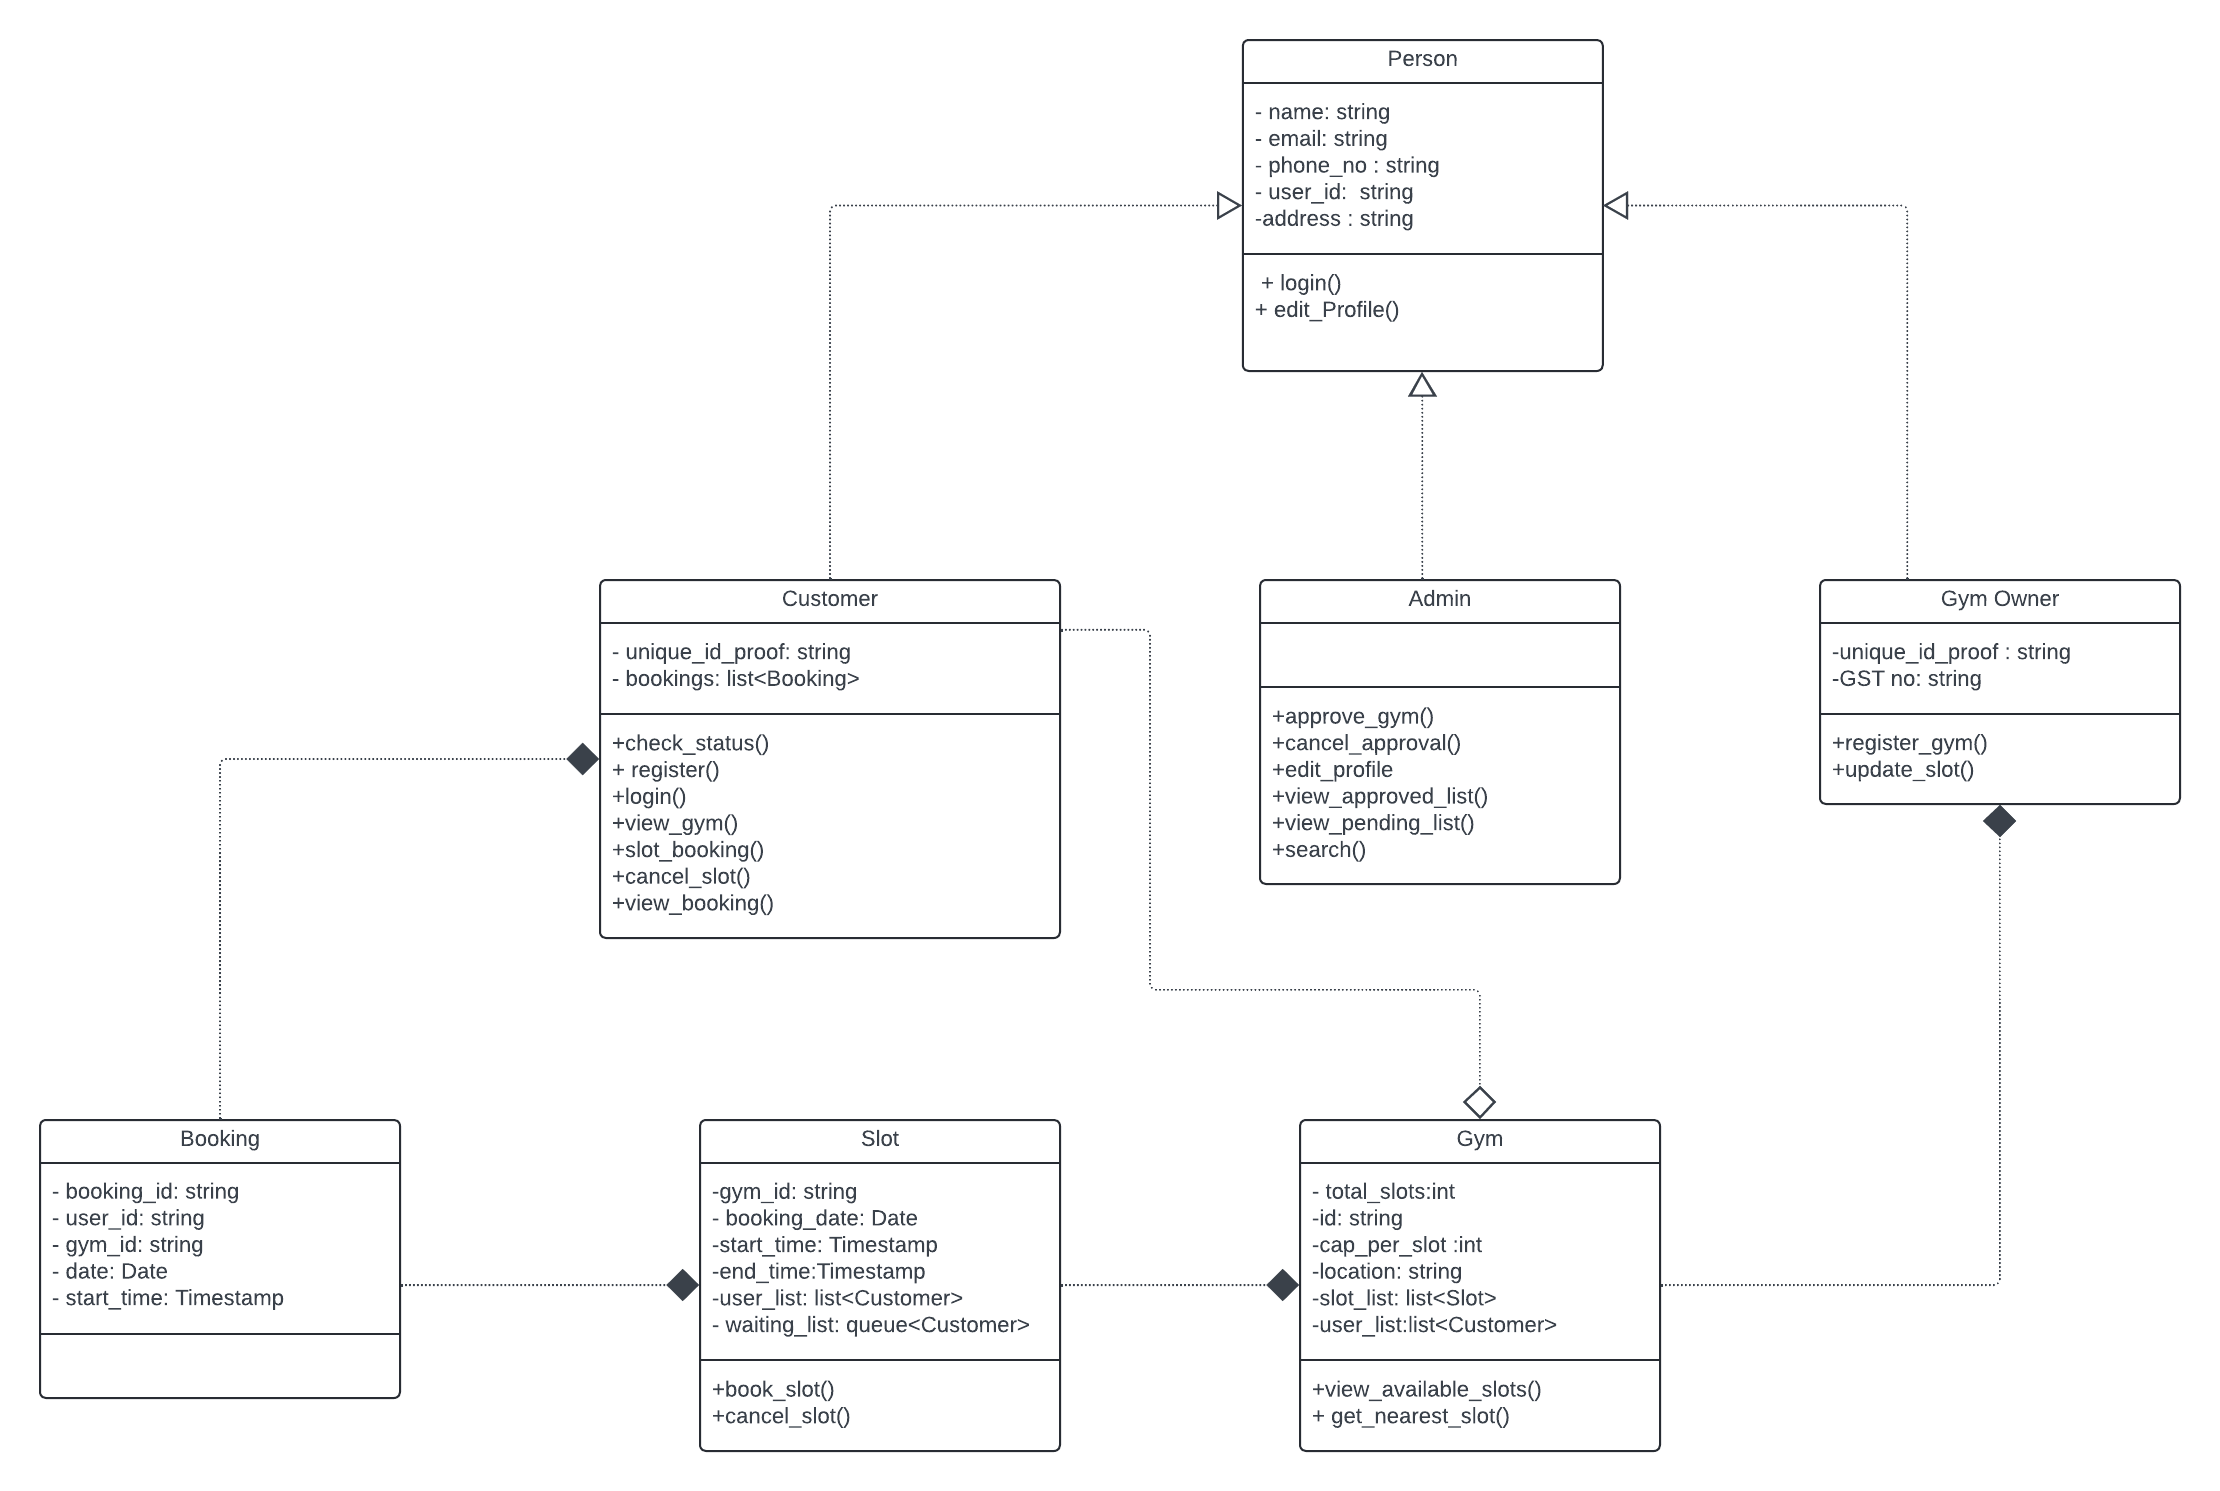 Person
- name: string
- email: string
- phone_no : string
- user_id:  string
-address : string
+ login()
+ edit_Profile()
Customer
- unique_id_proof: string
- bookings: list<Booking>
+check_status()
+ register()
+login()
+view_gym()
+slot_booking()
+cancel_slot()
+view_booking()
Admin
+approve_gym()
+cancel_approval()
+edit_profile
+view_approved_list()
+view_pending_list()
+search()
Gym Owner
-unique_id_proof : string
-GST no: string
+register_gym()
+update_slot()
Booking
- booking_id: string
- user_id: string
- gym_id: string
- date: Date
- start_time: Timestamp
Slot
-gym_id: string
- booking_date: Date
-start_time: Timestamp
-end_time:Timestamp
-user_list: list<Customer>
- waiting_list: queue<Customer>
+book_slot()
+cancel_slot()
Gym
- total_slots:int
-id: string
-cap_per_slot :int
-location: string
-slot_list: list<Slot>
-user_list:list<Customer>
+view_available_slots()
+ get_nearest_slot()